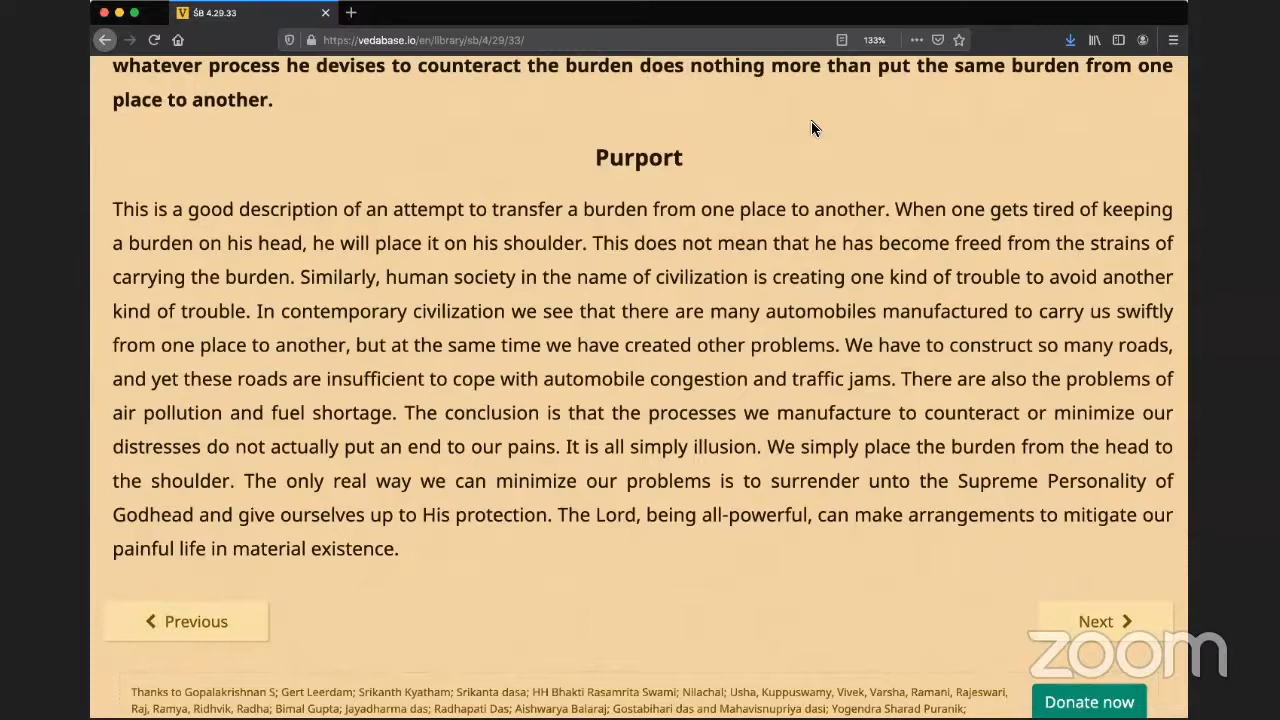 ŚB 4.29.33
https://vedabase.io/en/library/sb/4/29/33/
133%
whatever process he devises to counteract the burden does nothing more than put the same burden from one
place to another.
Purport
This is a good description of an attempt to transfer a burden from one place to another. When one gets tired of keeping
a burden on his head, he will place it on his shoulder. This does not mean that he has become freed from the strains of
carrying the burden. Similarly, human society in the name of civilization is creating one kind of trouble to avoid another
kind of trouble. In contemporary civilization we see that there are many automobiles manufactured to carry us swiftly
from one place to another, but at the same time we have created other problems. We have to construct so many roads,
and yet these roads are insufficient to cope with automobile congestion and traffic jams. There are also the problems of
air pollution and fuel shortage. The conclusion is that the processes we manufacture to counteract or minimize our
distresses do not actually put an end to our pains. It is all simply illusion. We simply place the burden from the head to
the shoulder. The only real way we can minimize our problems is to surrender unto the Supreme Personality of
Godhead and give ourselves up to His protection. The Lord, being all-powerful, can make arrangements to mitigate our
painful life in material existence.
Previous
Next
zoom
Thanks to Gopalakrishnan S; Gert Leerdam; Srikanth Kyatham; Srikanta dasa; HH Bhakti Rasamrita Swami; Nilachal; Usha, Kuppuswamy, Vivek, Varsha, Ramani, Rajeswari,
Raj, Ramya, Ridhvik, Radha; Bimal Gupta; Jayadharma das; Radhapati Das; Aishwarya Balaraj; Gostabihari das and Mahavisnupriya dasi; Yogendra Sharad Puranik;
Donate now